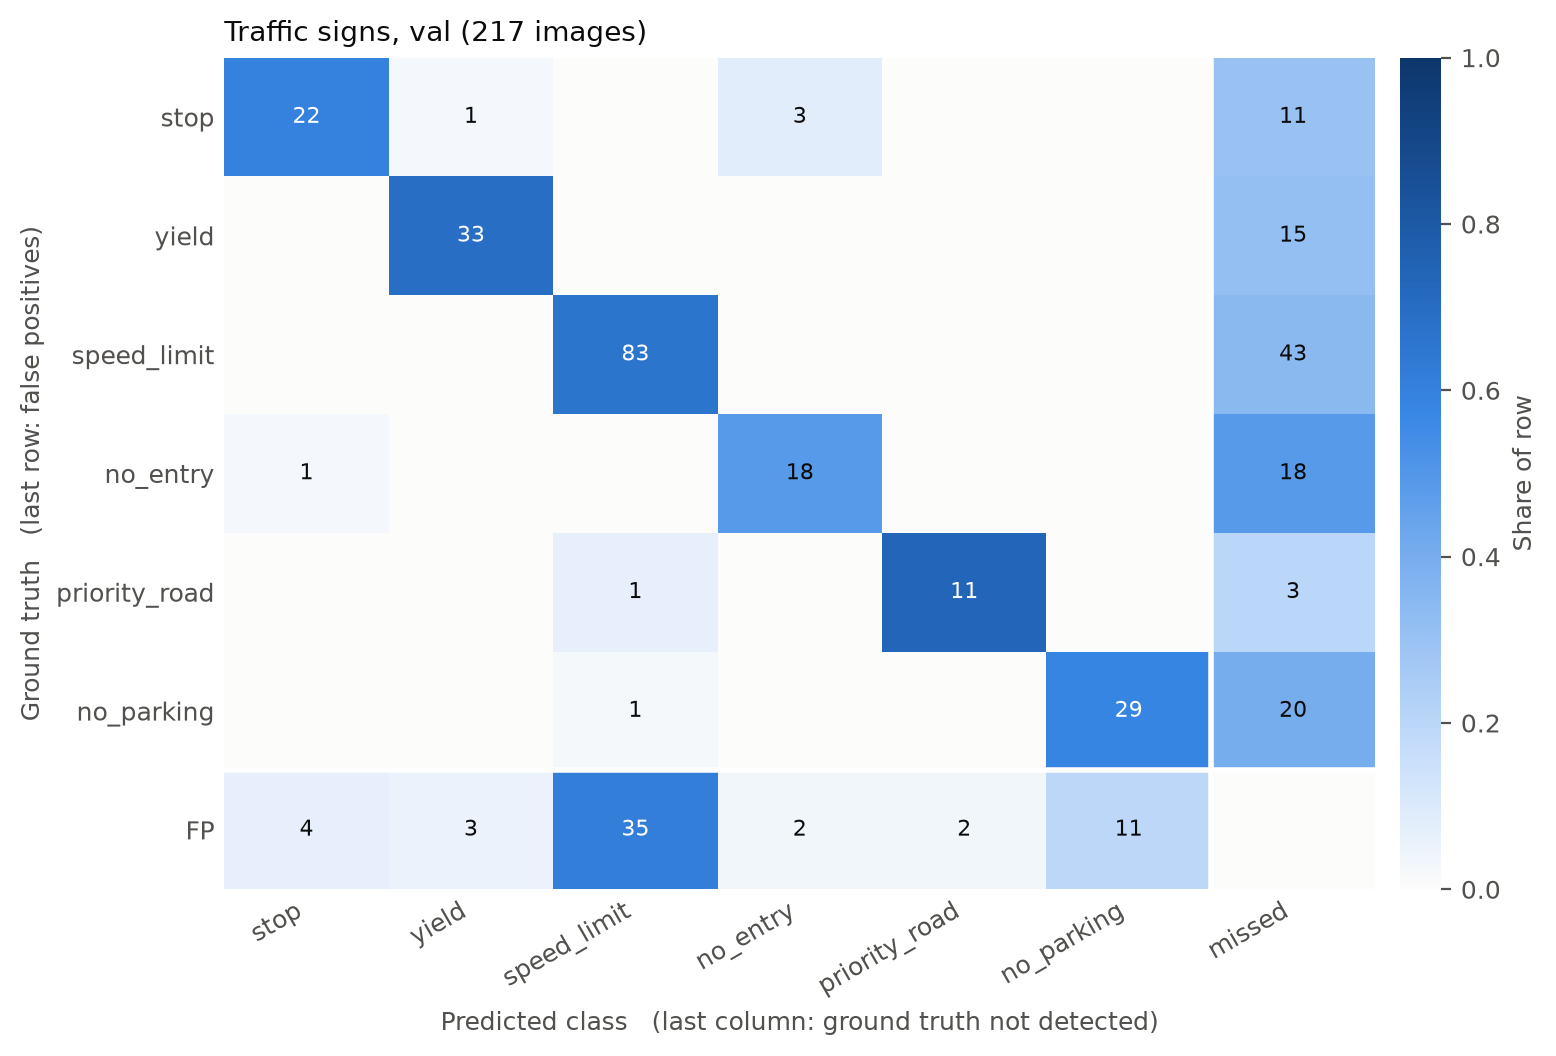 Traffic signs, val (217 images)
stop 22 1 3 11
yield 33 15
speed_limit 83 43
no_entry 1 18 18
priority_road 1 11 3
no_parking 1 29 20
FP 4 3 35 2 2 11
stop yield speed_limit no_entry priority_road no_parking missed
Predicted class (last column: ground truth not detected)
Ground truth (last row: false positives)
1.0
0.8
0.6
0.4
0.2
0.0
Share of row